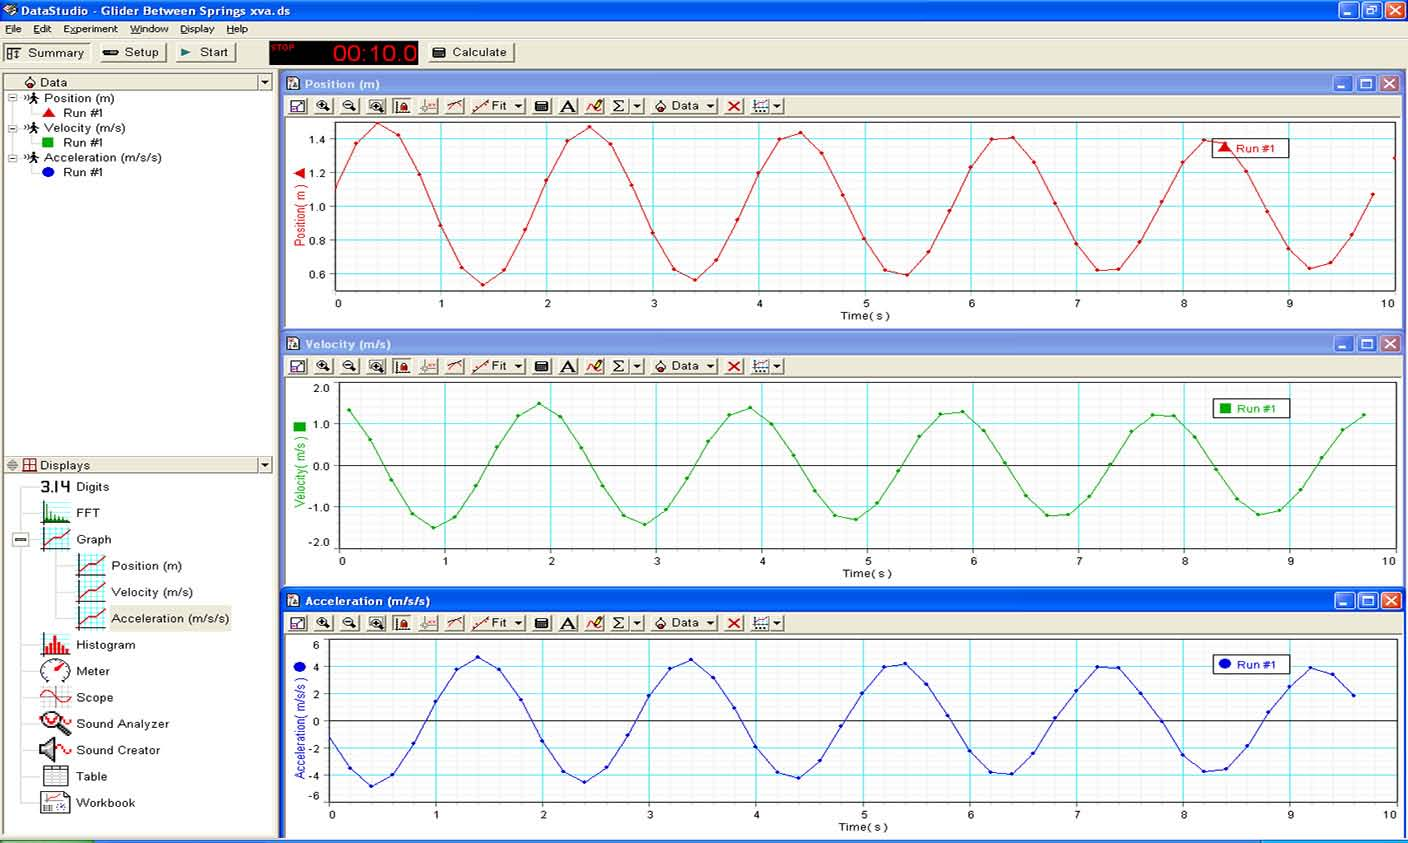 DataStudio - Glider Between Springs xva.ds
File Edit Experiment Window Display Help
Summary Setup Start STOP 00:10.0 Calculate
Data
Position (m)
Run #1
Velocity (m/s)
Run #1
Acceleration (m/s/s)
Run #1
Displays
3.14 Digits
FFT
Graph
Position (m)
Velocity (m/s)
Acceleration (m/s/s)
Histogram
Meter
Scope
Sound Analyzer
Sound Creator
Table
Workbook
Position (m)
Fit A Σ Data
Run #1
1.4
1.2
1.0
0.8
0.6
Position( m )
0 1 2 3 4 5 6 7 8 9 10
Time( s )
Velocity (m/s)
Fit A Σ Data
Run #1
2.0
1.0
0.0
-1.0
-2.0
Velocity( m/s )
0 1 2 3 4 5 6 7 8 9 10
Time( s )
Acceleration (m/s/s)
Fit A Σ Data
Run #1
6
4
2
0
-2
-4
-6
Acceleration( m/s/s )
0 1 2 3 4 5 6 7 8 9 10
Time( s )